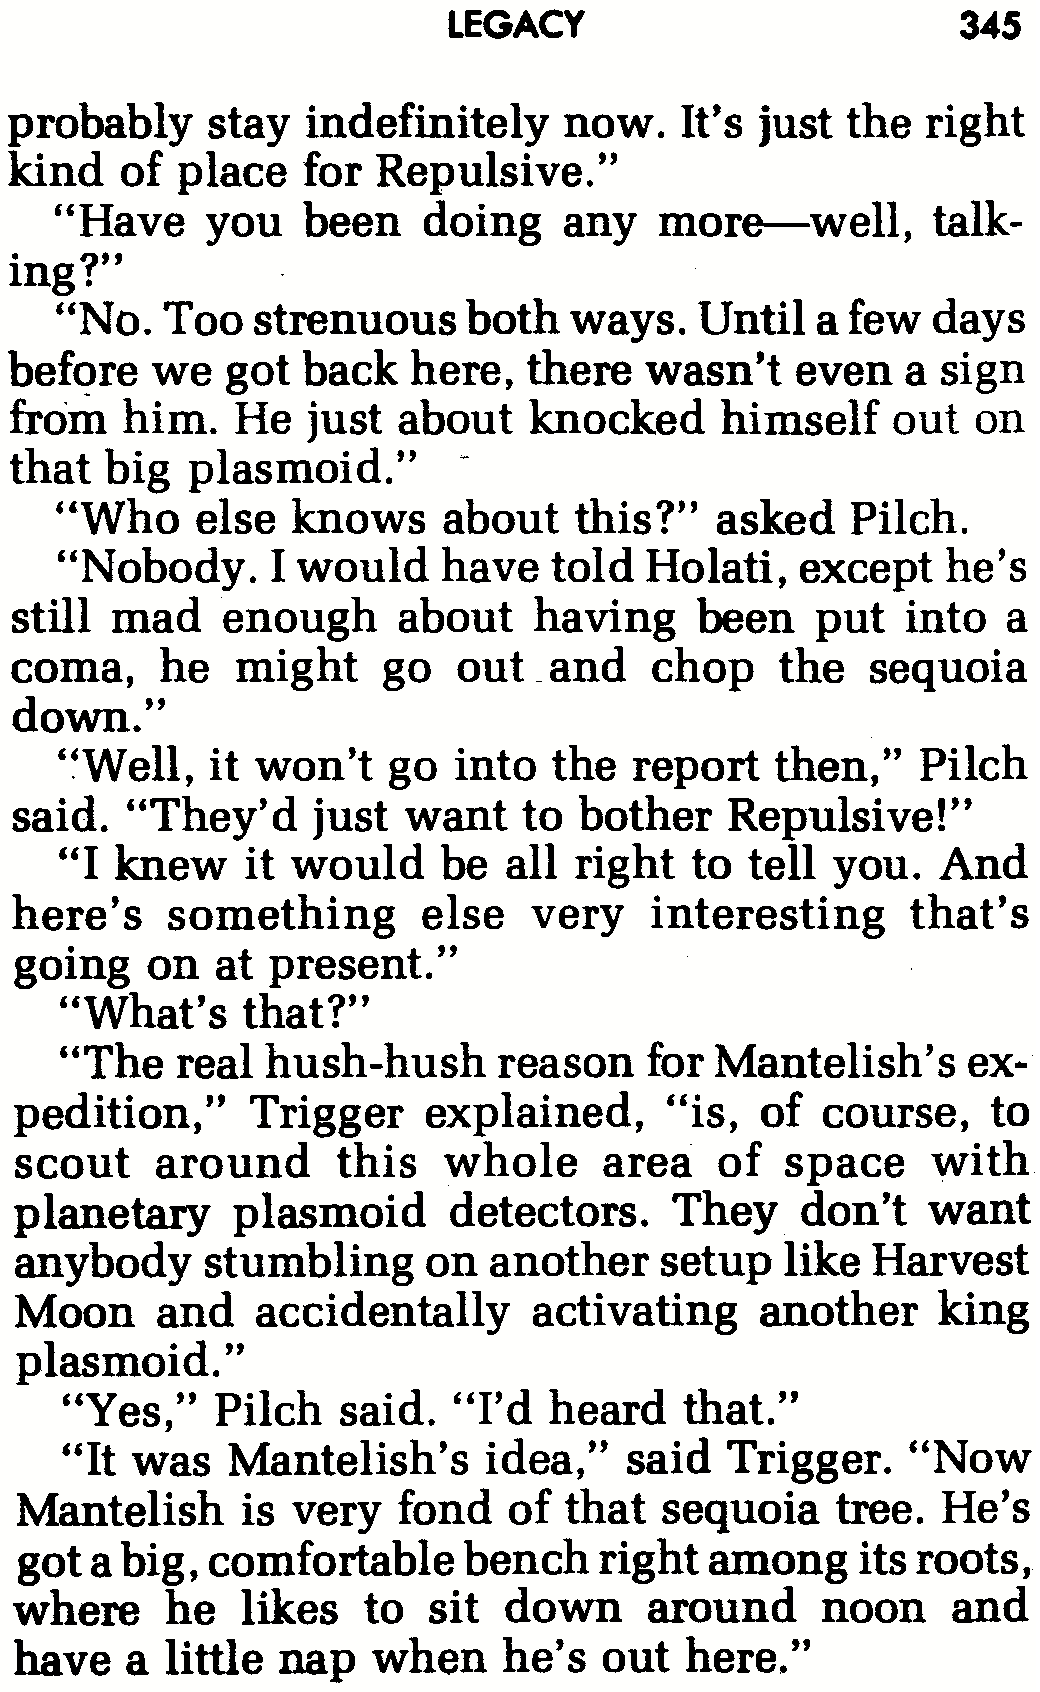 LEGACY 345
probably stay indefinitely now. It's just the right
kind of place for Repulsive."
"Have you been doing any more—well, talk-
ing?"
"No. Too strenuous both ways. Until a few days
before we got back here, there wasn't even a sign
from him. He just about knocked himself out on
that big plasmoid."
"Who else knows about this?" asked Pilch.
"Nobody. I would have told Holati, except he's
still mad enough about having been put into a
coma, he might go out and chop the sequoia
down."
"Well, it won't go into the report then," Pilch
said. "They'd just want to bother Repulsive!"
"I knew it would be all right to tell you. And
here's something else very interesting that's
going on at present."
"What's that?"
"The real hush-hush reason for Mantelish's ex-
pedition," Trigger explained, "is, of course, to
scout around this whole area of space with
planetary plasmoid detectors. They don't want
anybody stumbling on another setup like Harvest
Moon and accidentally activating another king
plasmoid."
"Yes," Pilch said. "I'd heard that."
"It was Mantelish's idea," said Trigger. "Now
Mantelish is very fond of that sequoia tree. He's
got a big, comfortable bench right among its roots,
where he likes to sit down around noon and
have a little nap when he's out here."